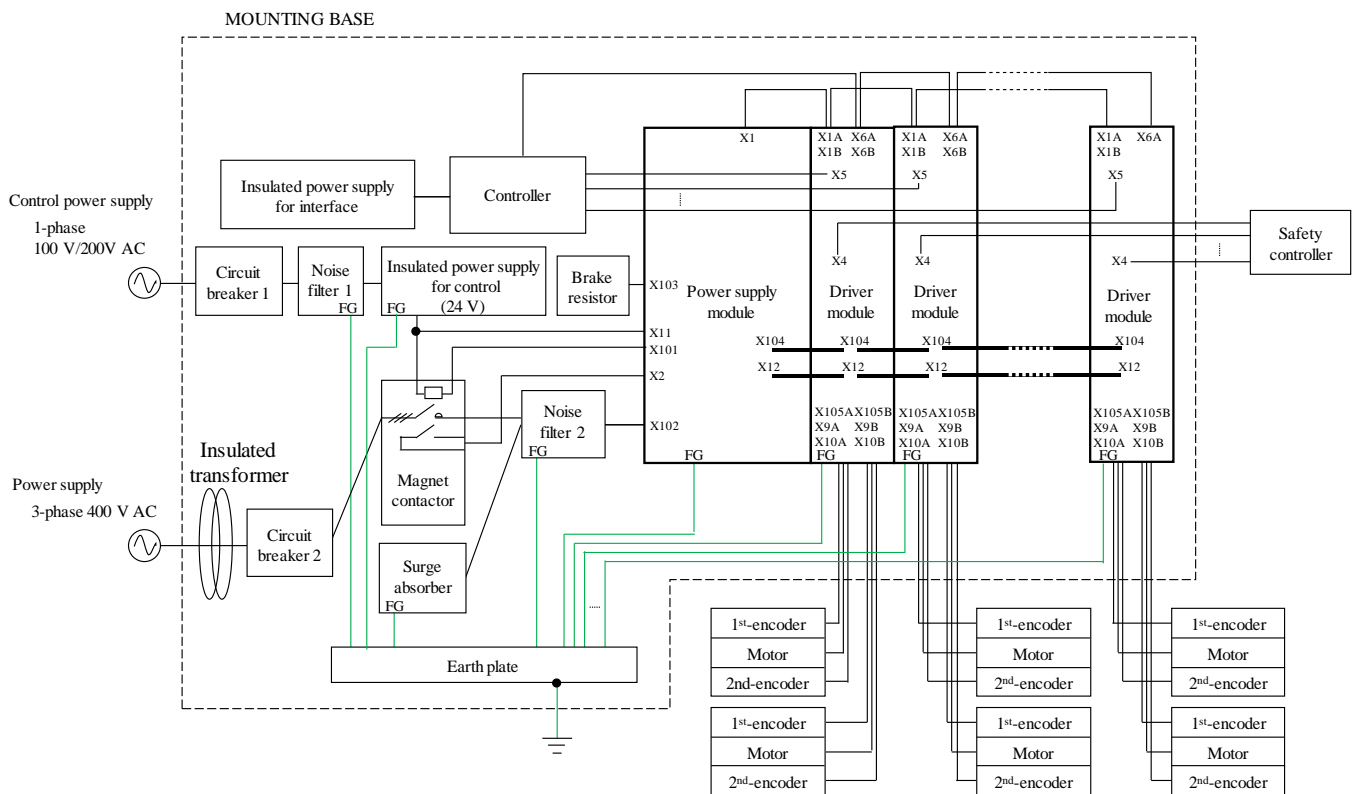 MOUNTING BASE
X1
X1A X6A
X1B X6B
X1A X6A
X1B X6B
X1A X6A
X1B
X5
X5
X5
Insulated power supply
for interface
Controller
Control power supply
1-phase
100 V/200V AC
Circuit
breaker 1
Noise
filter 1
FG
Insulated power supply
for control
(24 V)
FG
Brake
resistor
X103
X11
X101
X2
X102
Power supply
module
X4
Driver
module
X4
Driver
module
X4
Driver
module
Safety
controller
X104
X104
X104
X104
X12
X12
X12
X12
Power supply
3-phase 400 V AC
Insulated
transformer
Circuit
breaker 2
Magnet
contactor
Noise
filter 2
FG
Surge
absorber
FG
FG
X105A X105B
X9A X9B
X10A X10B
FG
X105A X105B
X9A X9B
X10A X10B
FG
X105A X105B
X9A X9B
X10A X10B
FG
Earth plate
1st-encoder
Motor
2nd-encoder
1st-encoder
Motor
2nd-encoder
1st-encoder
Motor
2nd-encoder
1st-encoder
Motor
2nd-encoder
1st-encoder
Motor
2nd-encoder
1st-encoder
Motor
2nd-encoder